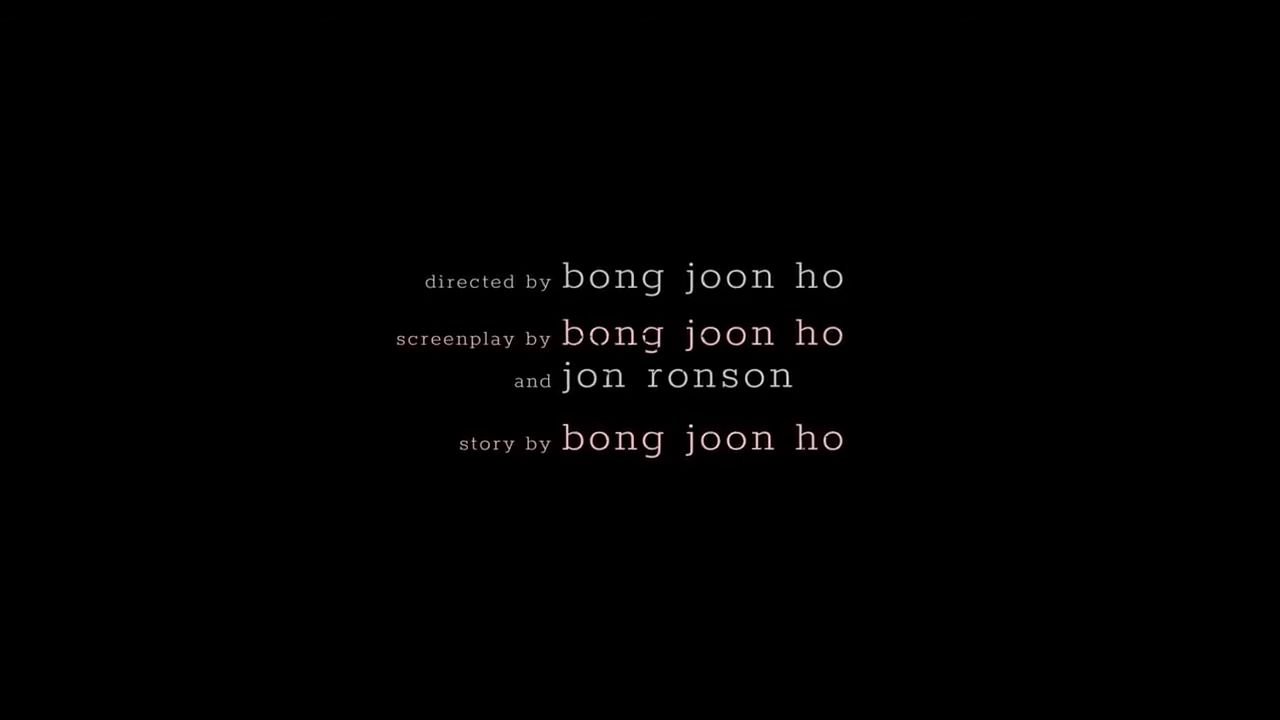 directed by bong joon ho
screenplay by bong joon ho
and jon ronson
story by bong joon ho